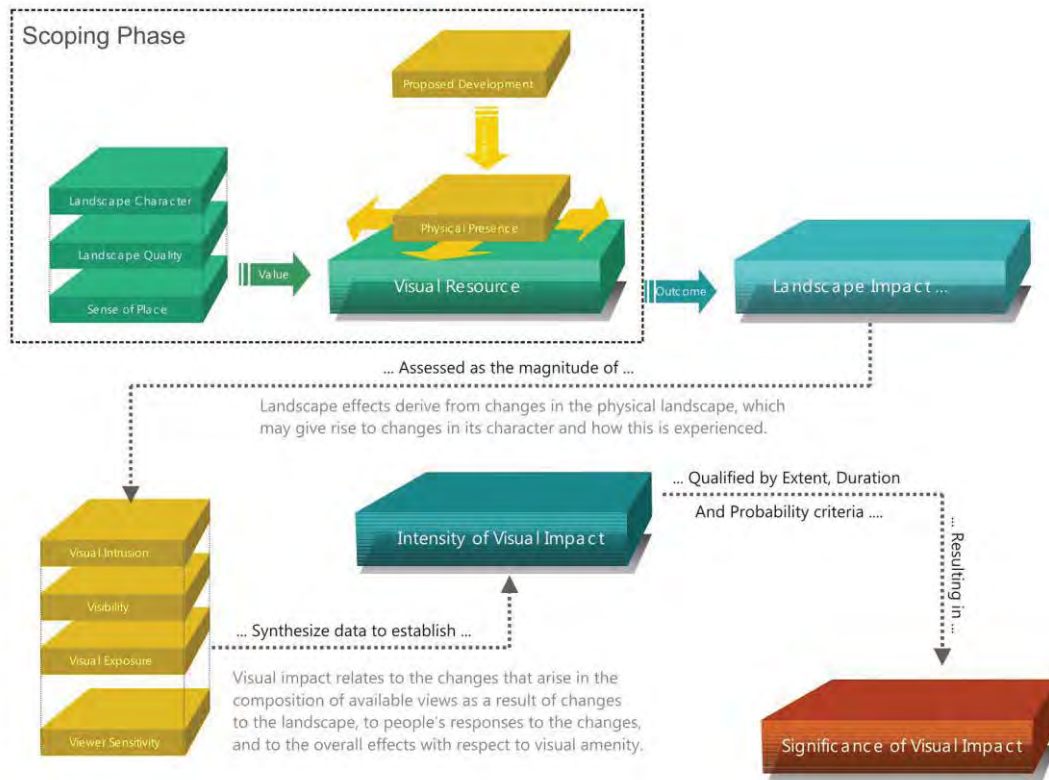 Scoping Phase
Proposed Development
Landscape Character
Physical Presence
Landscape Quality
Value
Visual Resource
Outcome
Landscape Impact ...
Sense of Place
... Assessed as the magnitude of ...
Landscape effects derive from changes in the physical landscape, which
may give rise to changes in its character and how this is experienced.
... Qualified by Extent, Duration
And Probability criteria ....
Intensity of Visual Impact
Visual Intrusion
Visibility
Visual Exposure
Viewer Sensitivity
... Synthesize data to establish ...
... Resulting in ...
Visual impact relates to the changes that arise in the
composition of available views as a result of changes
to the landscape, to people's responses to the changes,
and to the overall effects with respect to visual amenity.
Significance of Visual Impact